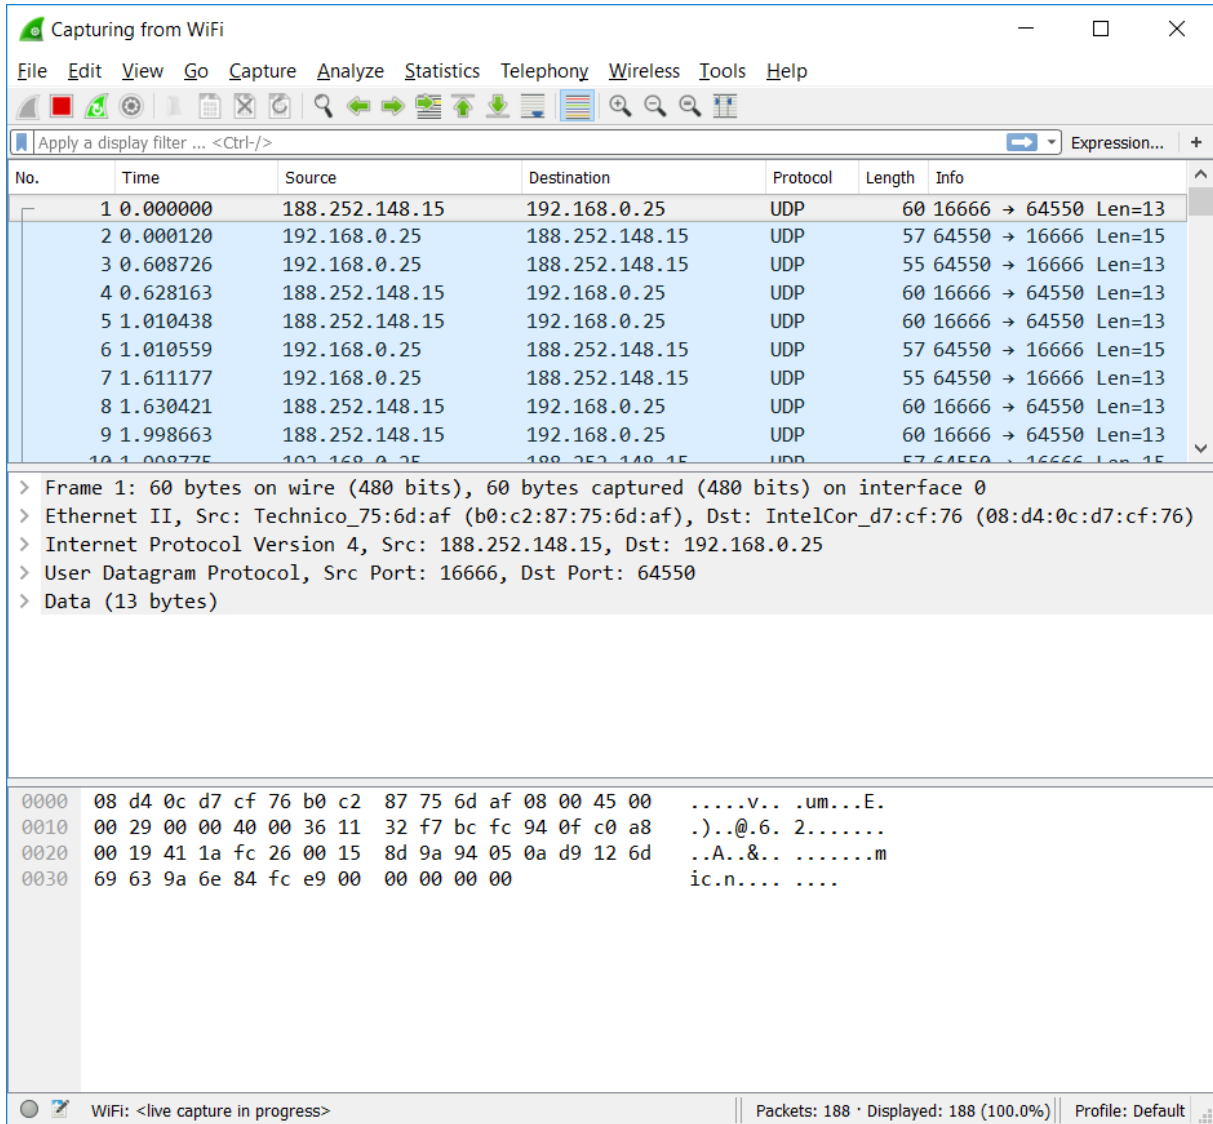 Capturing from WiFi
File Edit View Go Capture Analyze Statistics Telephony Wireless Tools Help
Apply a display filter ... <Ctrl-/> Expression... +
No. Time Source Destination Protocol Length Info
1 0.000000 188.252.148.15 192.168.0.25 UDP 60 16666 → 64550 Len=13
2 0.000120 192.168.0.25 188.252.148.15 UDP 57 64550 → 16666 Len=15
3 0.608726 192.168.0.25 188.252.148.15 UDP 55 64550 → 16666 Len=13
4 0.628163 188.252.148.15 192.168.0.25 UDP 60 16666 → 64550 Len=13
5 1.010438 188.252.148.15 192.168.0.25 UDP 60 16666 → 64550 Len=13
6 1.010559 192.168.0.25 188.252.148.15 UDP 57 64550 → 16666 Len=15
7 1.611177 192.168.0.25 188.252.148.15 UDP 55 64550 → 16666 Len=13
8 1.630421 188.252.148.15 192.168.0.25 UDP 60 16666 → 64550 Len=13
9 1.998663 188.252.148.15 192.168.0.25 UDP 60 16666 → 64550 Len=13
10 1.998775 192.168.0.25 188.252.148.15 UDP 57 64550 → 16666 Len=15
> Frame 1: 60 bytes on wire (480 bits), 60 bytes captured (480 bits) on interface 0
> Ethernet II, Src: Technico_75:6d:af (b0:c2:87:75:6d:af), Dst: IntelCor_d7:cf:76 (08:d4:0c:d7:cf:76)
> Internet Protocol Version 4, Src: 188.252.148.15, Dst: 192.168.0.25
> User Datagram Protocol, Src Port: 16666, Dst Port: 64550
> Data (13 bytes)
0000 08 d4 0c d7 cf 76 b0 c2 87 75 6d af 08 00 45 00 .....v.. .um...E.
0010 00 29 00 00 40 00 36 11 32 f7 bc fc 94 0f c0 a8 .)..@.6. 2.......
0020 00 19 41 1a fc 26 00 15 8d 9a 94 05 0a d9 12 6d ..A..&.. .......m
0030 69 63 9a 6e 84 fc e9 00 00 00 00 00 ic.n.... ....
WiFi: <live capture in progress> Packets: 188 · Displayed: 188 (100.0%) Profile: Default